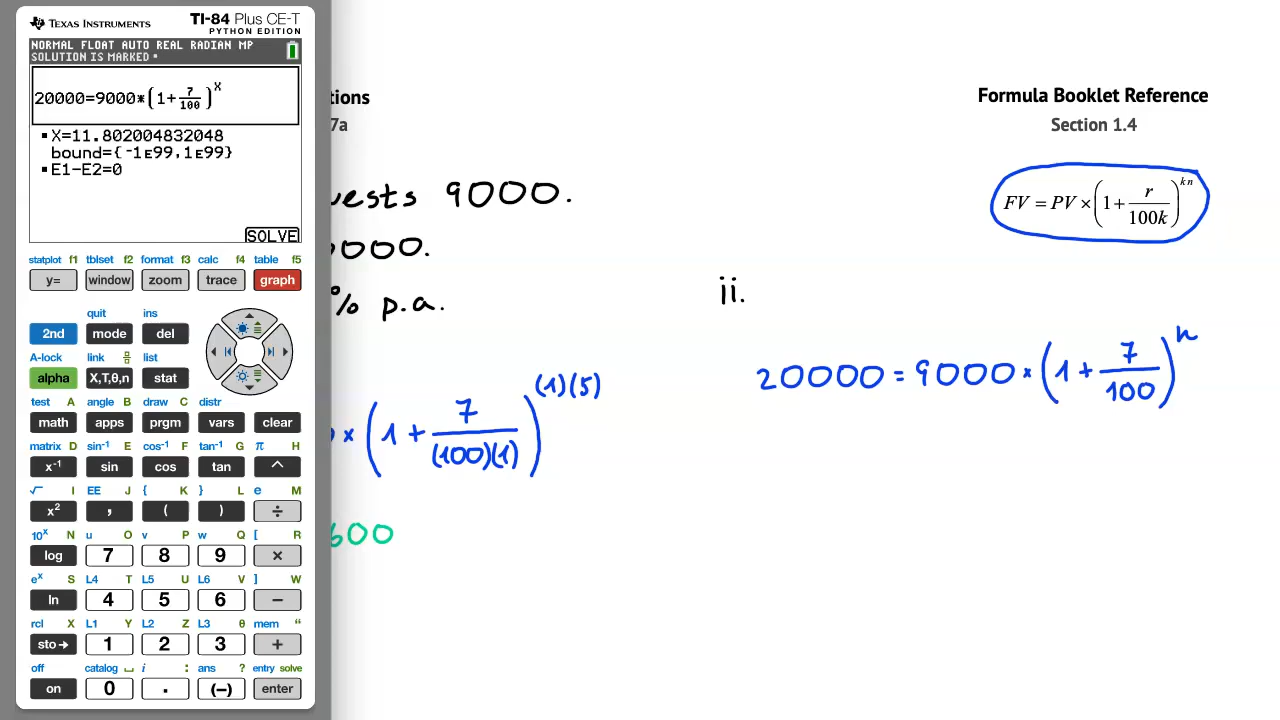 TEXAS INSTRUMENTS
TI-84 Plus CE-T
PYTHON EDITION
NORMAL FLOAT AUTO REAL RADIAN MP
SOLUTION IS MARKED ▪
20000=9000*(1+7/100)^X
▪ X=11.802004832048
bound={-1ᴇ99,1ᴇ99}
▪ E1-E2=0
SOLVE
statplot f1 tblset f2 format f3 calc f4 table f5
y= window zoom trace graph
quit ins
2nd mode del
A-lock link list
alpha X,T,θ,n stat
test A angle B draw C distr
math apps prgm vars clear
matrix D sin⁻¹ E cos⁻¹ F tan⁻¹ G π H
x⁻¹ sin cos tan ^
√ I EE J { K } L e M
x² , ( ) ÷
10ˣ N u O v P w Q [ R
log 7 8 9 ×
eˣ S L4 T L5 U L6 V ] W
ln 4 5 6 −
rcl X L1 Y L2 Z L3 θ mem “
sto→ 1 2 3 +
off catalog ␣ i : ans ? entry solve
on 0 . (−) enter
tions
7a
Formula Booklet Reference
Section 1.4
FV = PV × (1 + r/100k)^kn
uests 9000.
0000.
% p.a.
× (1 + 7/(100)(1))^(1)(5)
600
ii.
20000 = 9000 × (1 + 7/100)^n